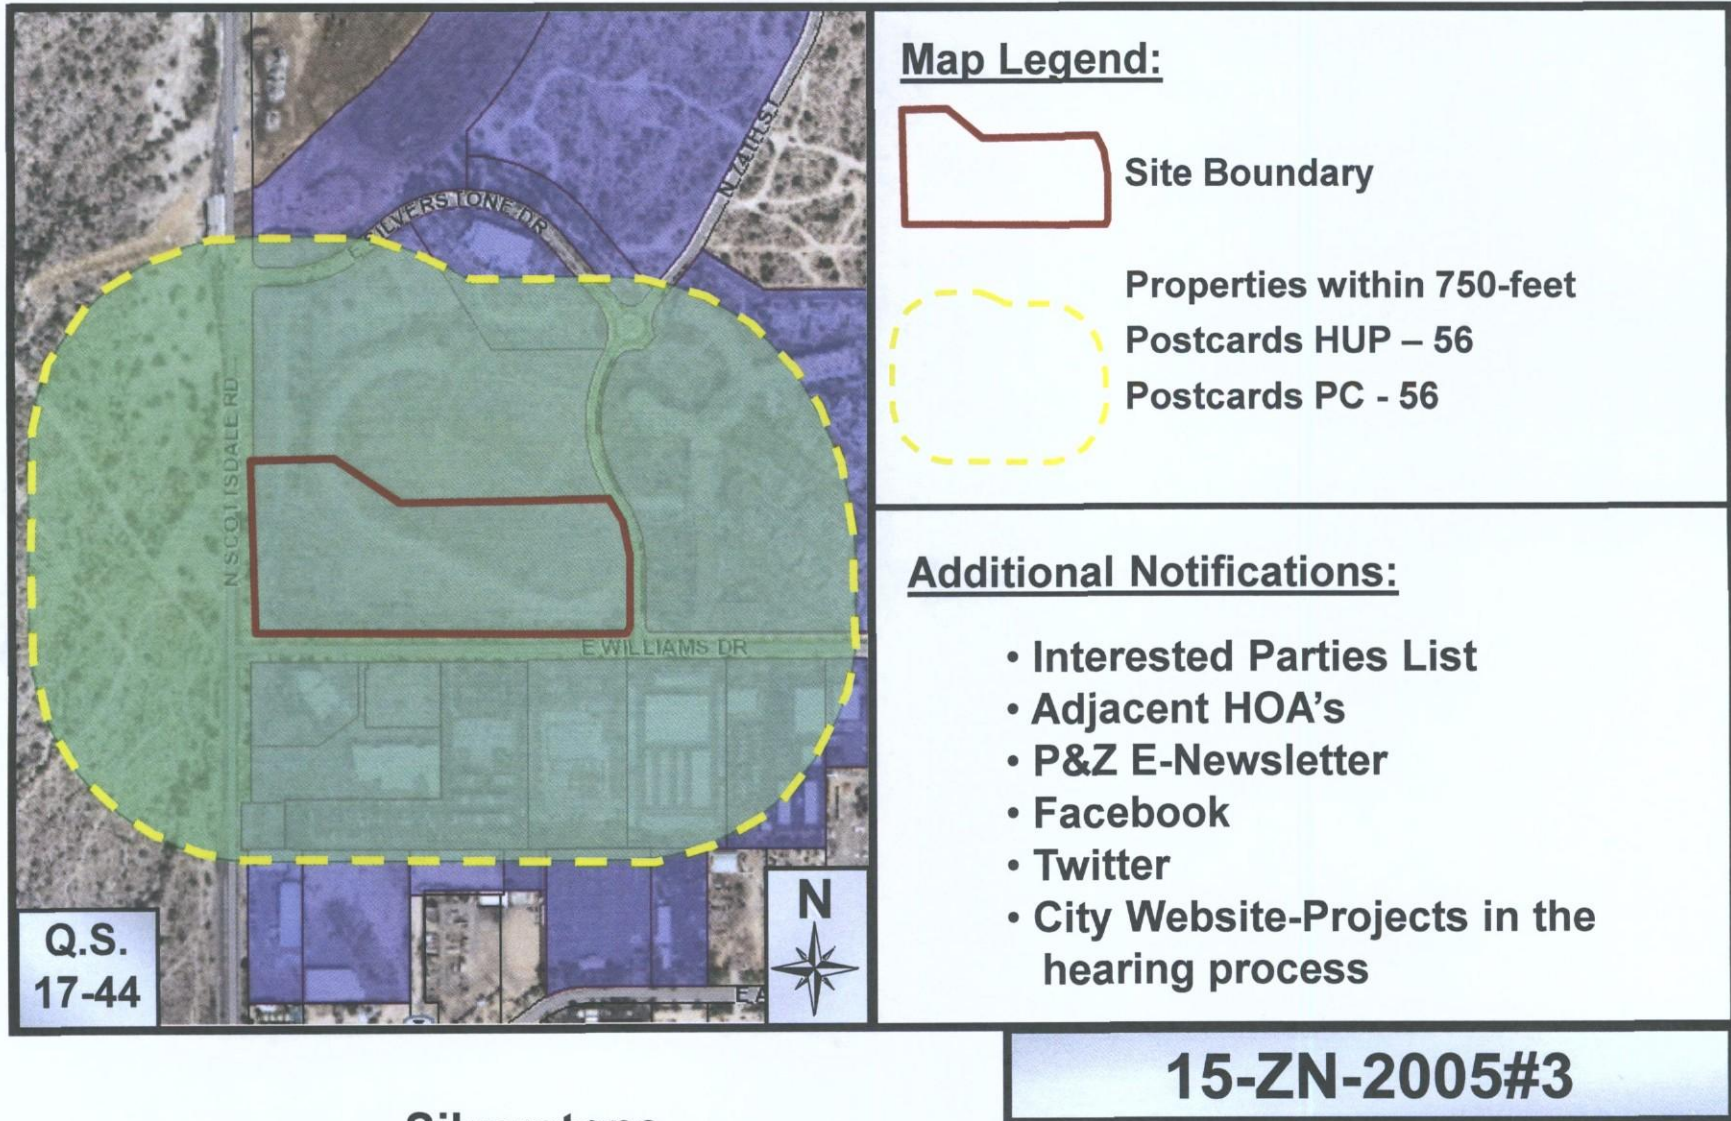 Map Legend:
Site Boundary
Properties within 750-feet
Postcards HUP – 56
Postcards PC - 56
Additional Notifications:
• Interested Parties List
• Adjacent HOA's
• P&Z E-Newsletter
• Facebook
• Twitter
• City Website-Projects in the
hearing process
N 74TH ST
E SILVERSTONE DR
N SCOTTSDALE RD
E WILLIAMS DR
Q.S.
17-44
N
15-ZN-2005#3